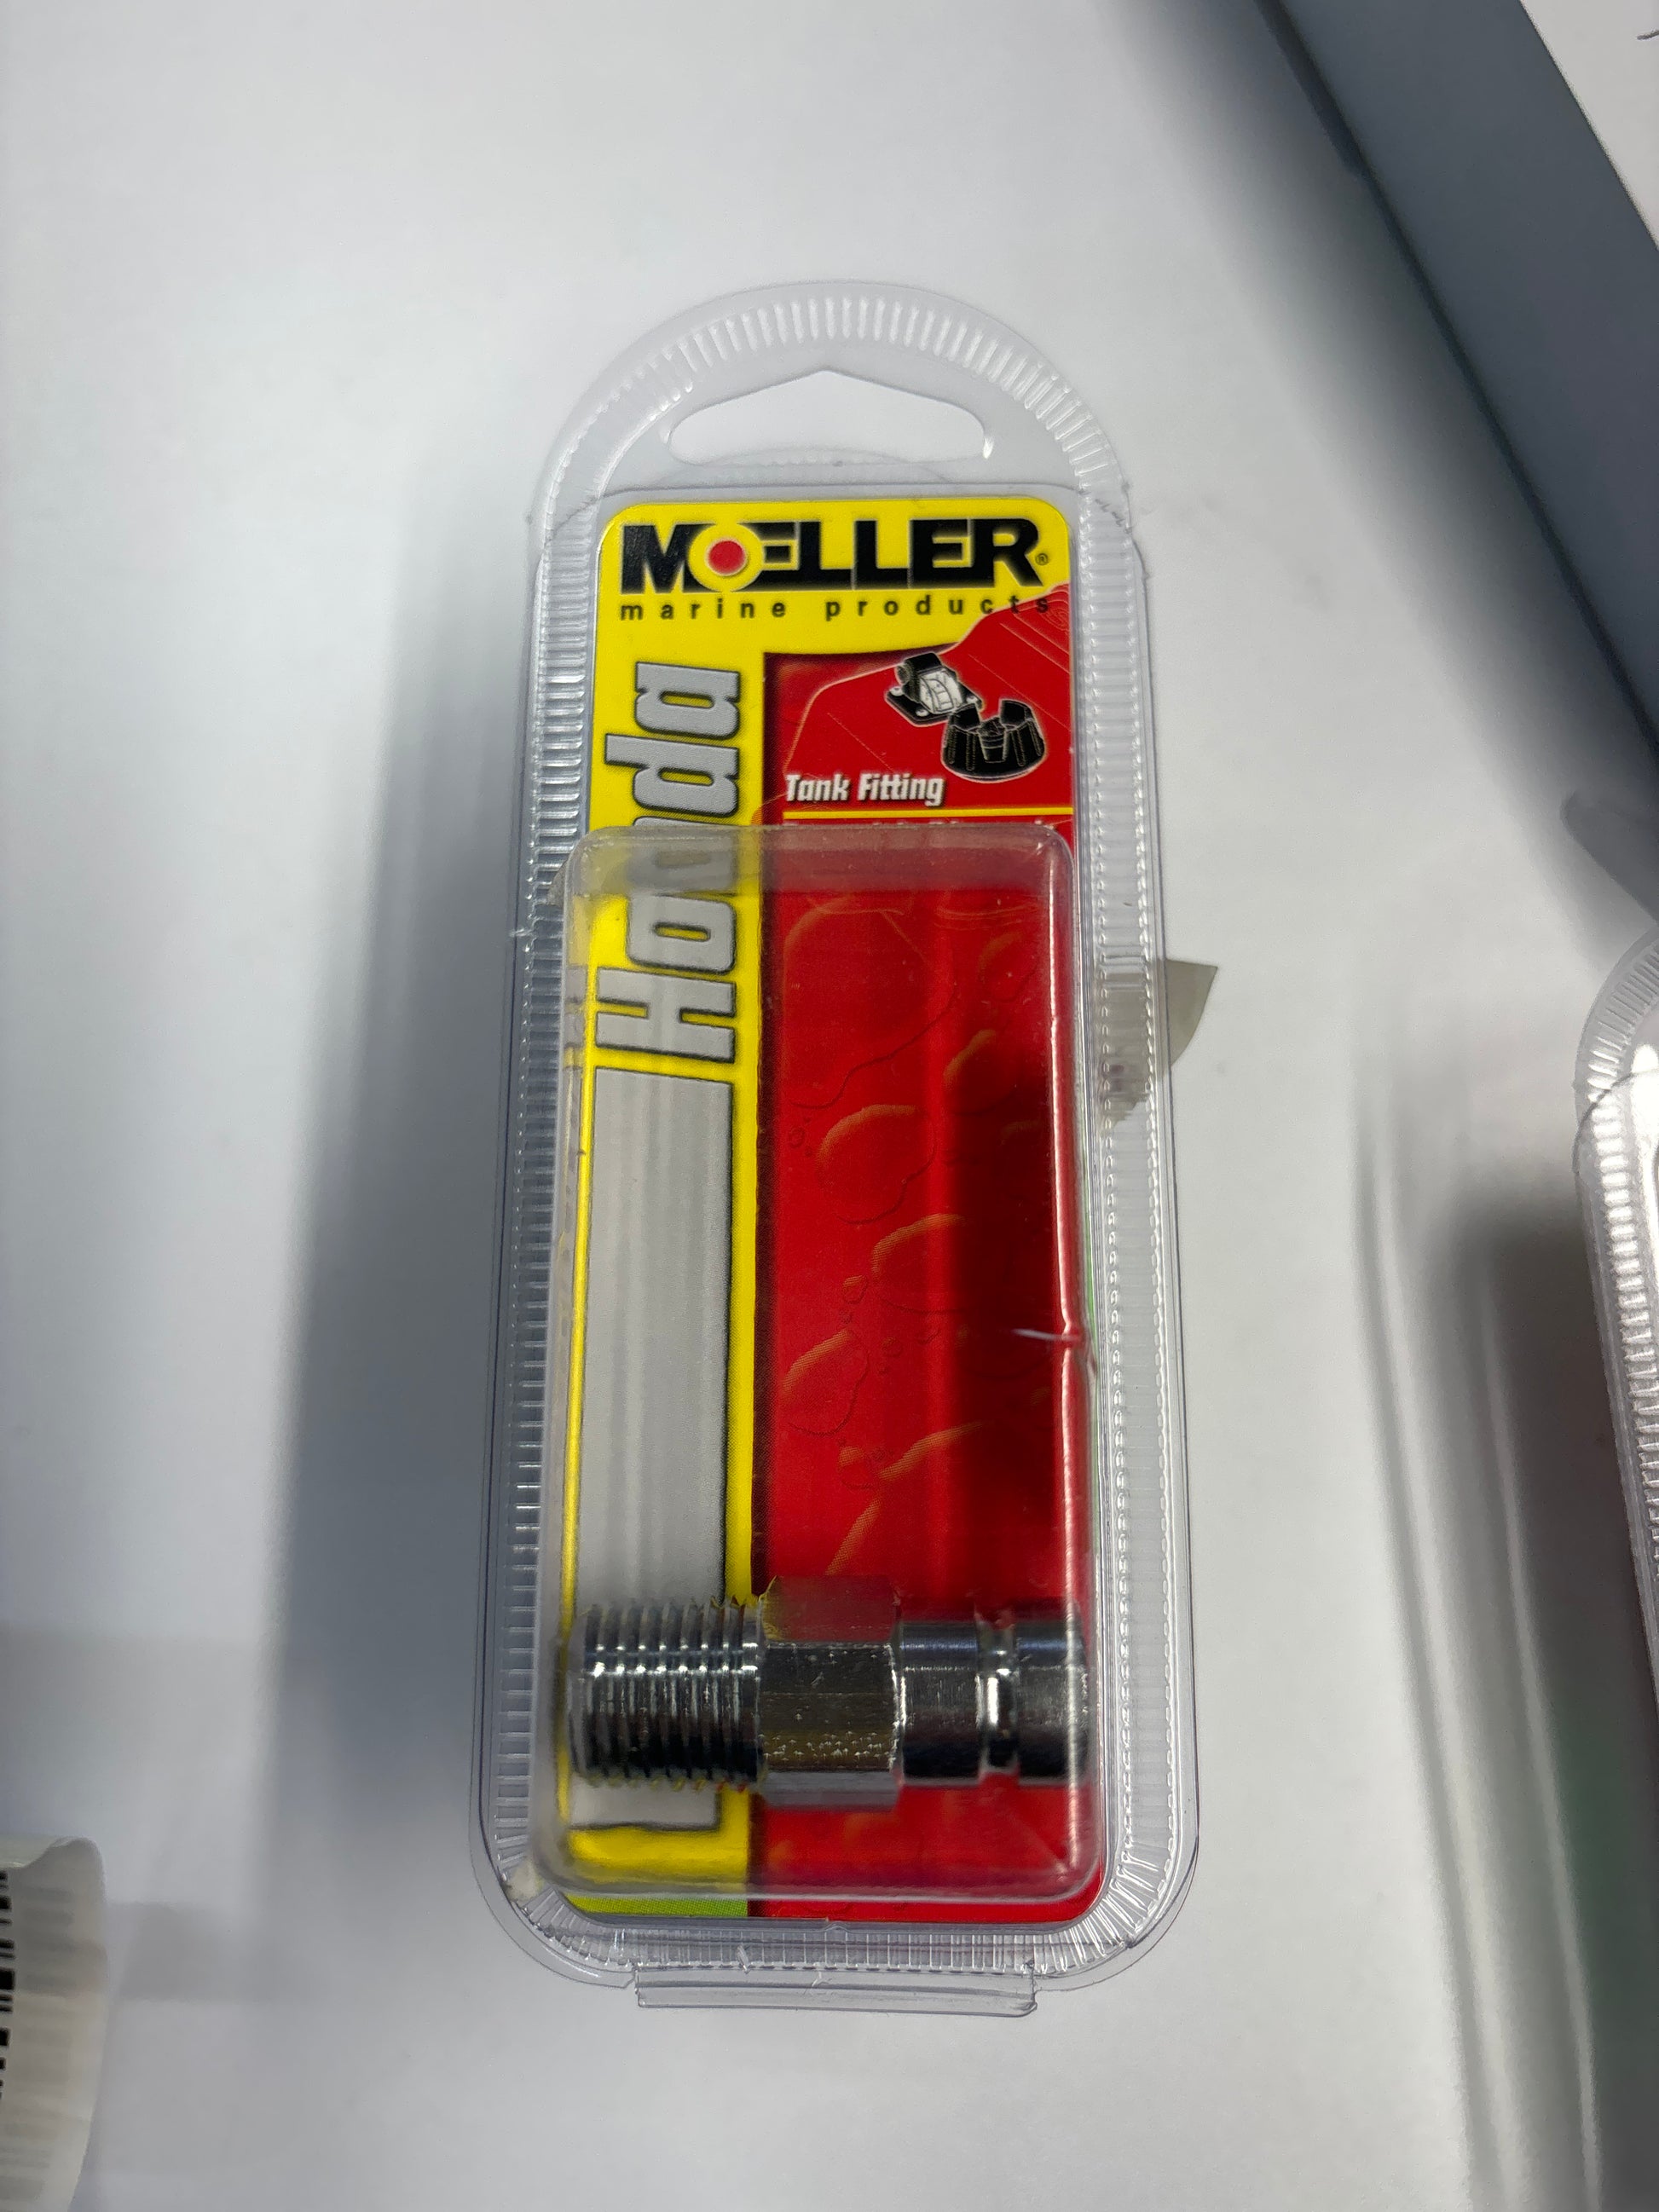 MOELLER®
marine products
Honda
Tank Fitting